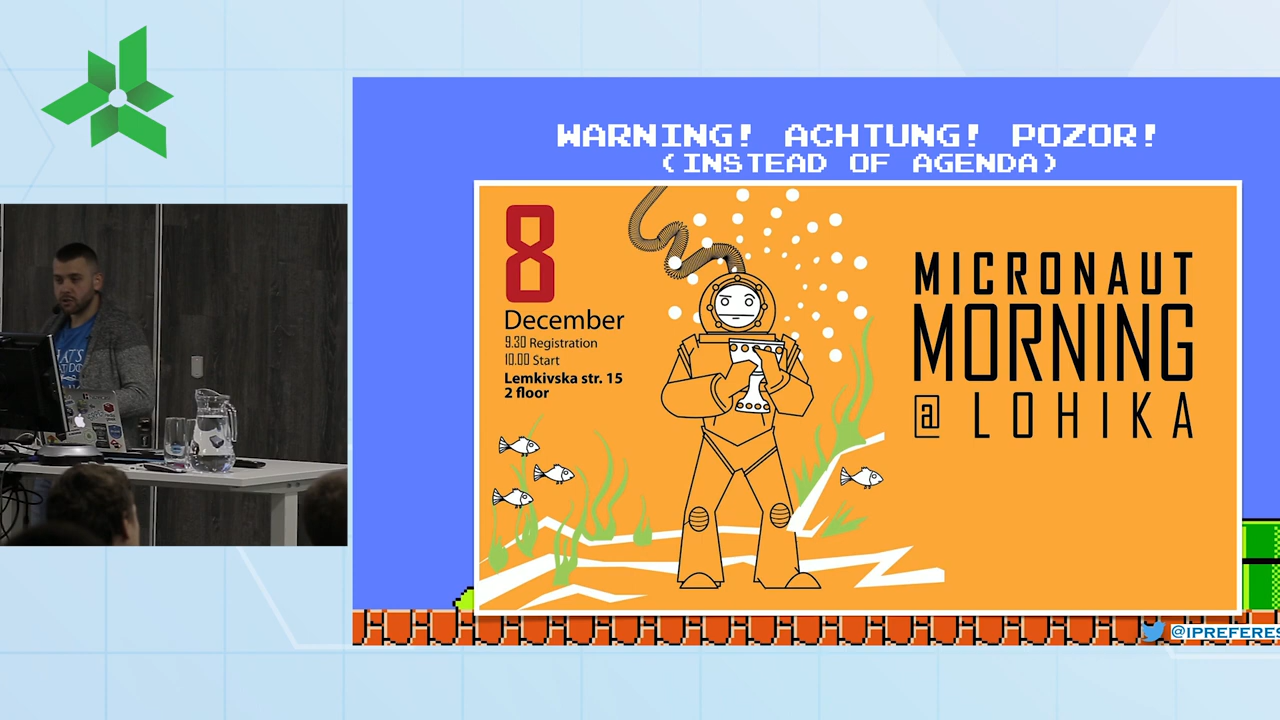 WARNING! ACHTUNG! POZOR!
(INSTEAD OF AGENDA)
8
December
9.30 Registration
10.00 Start
Lemkivska str. 15
2 floor
MICRONAUT
MORNING
@ LOHIKA